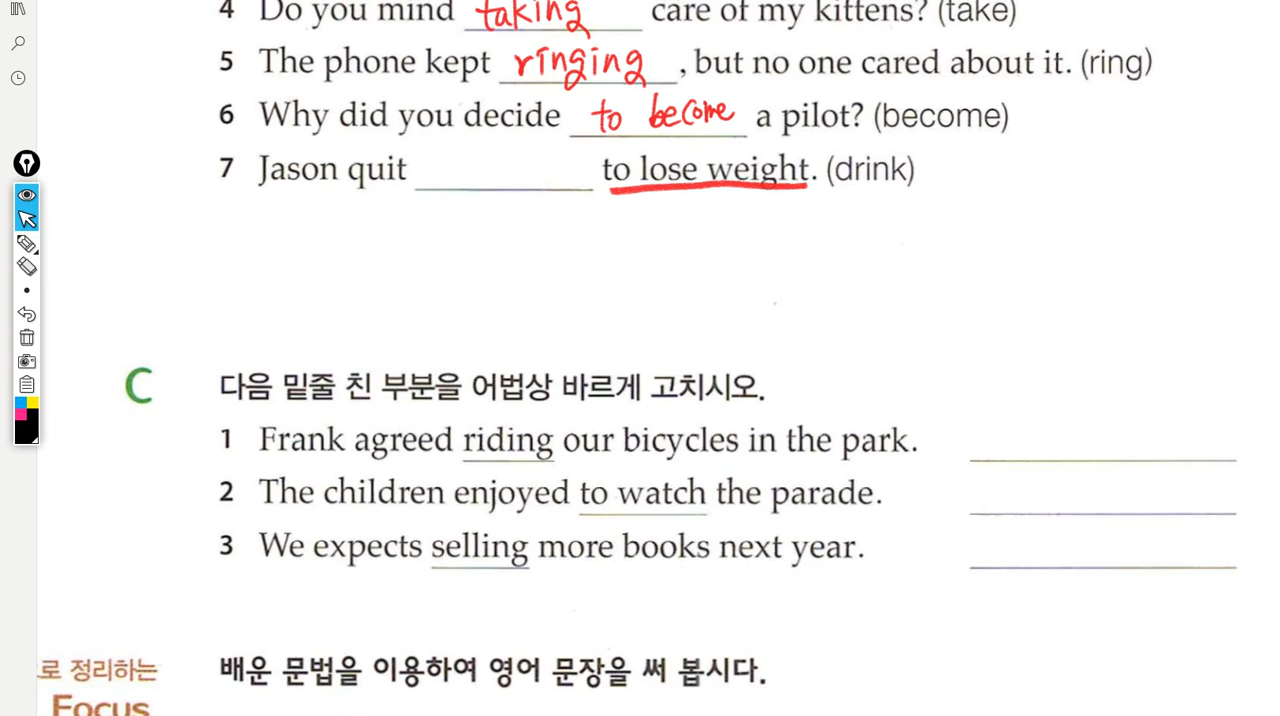 4 Do you mind taking care of my kittens? (take)
5 The phone kept ringing, but no one cared about it. (ring)
6 Why did you decide to become a pilot? (become)
7 Jason quit ____ to lose weight. (drink)
C 다음 밑줄 친 부분을 어법상 바르게 고치시오.
1 Frank agreed riding our bicycles in the park.
2 The children enjoyed to watch the parade.
3 We expects selling more books next year.
로 정리하는 배운 문법을 이용하여 영어 문장을 써 봅시다.
Focus